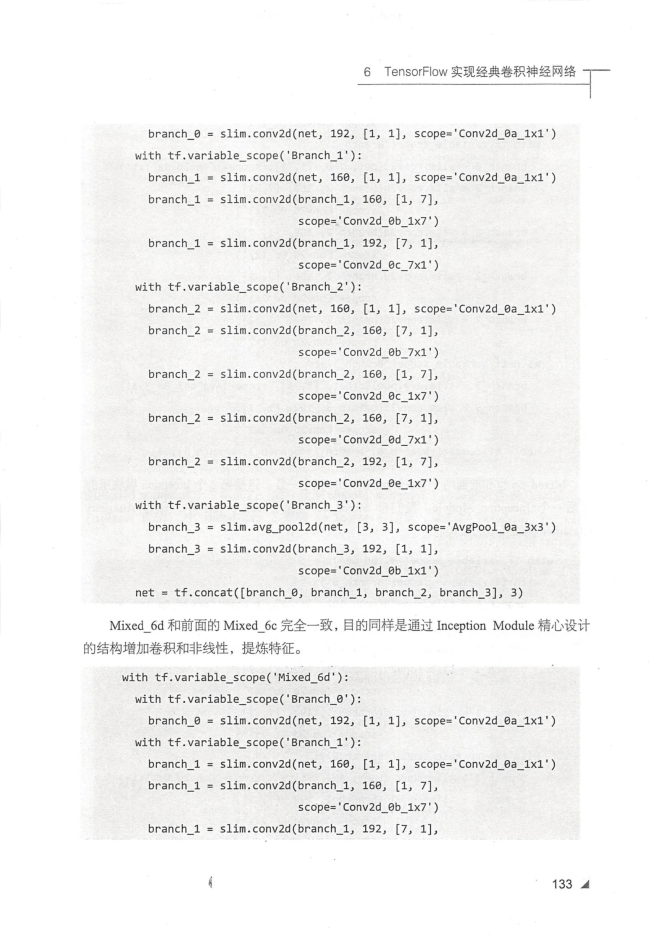 6 TensorFlow 实现经典卷积神经网络
branch_0 = slim.conv2d(net, 192, [1, 1], scope='Conv2d_0a_1x1')
with tf.variable_scope('Branch_1'):
branch_1 = slim.conv2d(net, 160, [1, 1], scope='Conv2d_0a_1x1')
branch_1 = slim.conv2d(branch_1, 160, [1, 7],
scope='Conv2d_0b_1x7')
branch_1 = slim.conv2d(branch_1, 192, [7, 1],
scope='Conv2d_0c_7x1')
with tf.variable_scope('Branch_2'):
branch_2 = slim.conv2d(net, 160, [1, 1], scope='Conv2d_0a_1x1')
branch_2 = slim.conv2d(branch_2, 160, [7, 1],
scope='Conv2d_0b_7x1')
branch_2 = slim.conv2d(branch_2, 160, [1, 7],
scope='Conv2d_0c_1x7')
branch_2 = slim.conv2d(branch_2, 160, [7, 1],
scope='Conv2d_0d_7x1')
branch_2 = slim.conv2d(branch_2, 192, [1, 7],
scope='Conv2d_0e_1x7')
with tf.variable_scope('Branch_3'):
branch_3 = slim.avg_pool2d(net, [3, 3], scope='AvgPool_0a_3x3')
branch_3 = slim.conv2d(branch_3, 192, [1, 1],
scope='Conv2d_0b_1x1')
net = tf.concat([branch_0, branch_1, branch_2, branch_3], 3)
Mixed_6d 和前面的 Mixed_6c 完全一致，目的同样是通过 Inception Module 精心设计
的结构增加卷积和非线性，提炼特征。
with tf.variable_scope('Mixed_6d'):
with tf.variable_scope('Branch_0'):
branch_0 = slim.conv2d(net, 192, [1, 1], scope='Conv2d_0a_1x1')
with tf.variable_scope('Branch_1'):
branch_1 = slim.conv2d(net, 160, [1, 1], scope='Conv2d_0a_1x1')
branch_1 = slim.conv2d(branch_1, 160, [1, 7],
scope='Conv2d_0b_1x7')
branch_1 = slim.conv2d(branch_1, 192, [7, 1],
133